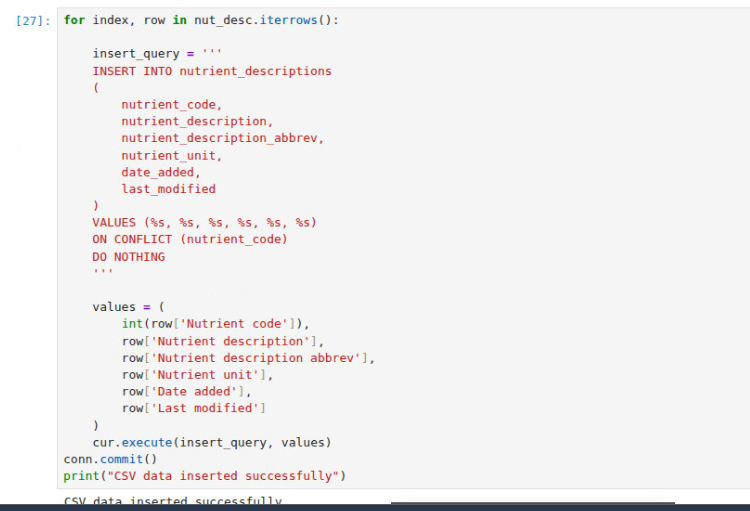 [27]: for index, row in nut_desc.iterrows():
insert_query = '''
INSERT INTO nutrient_descriptions
(
nutrient_code,
nutrient_description,
nutrient_description_abbrev,
nutrient_unit,
date_added,
last_modified
)
VALUES (%s, %s, %s, %s, %s, %s)
ON CONFLICT (nutrient_code)
DO NOTHING
'''
values = (
int(row['Nutrient code']),
row['Nutrient description'],
row['Nutrient description abbrev'],
row['Nutrient unit'],
row['Date added'],
row['Last modified']
)
cur.execute(insert_query, values)
conn.commit()
print("CSV data inserted successfully")
CSV data inserted successfully